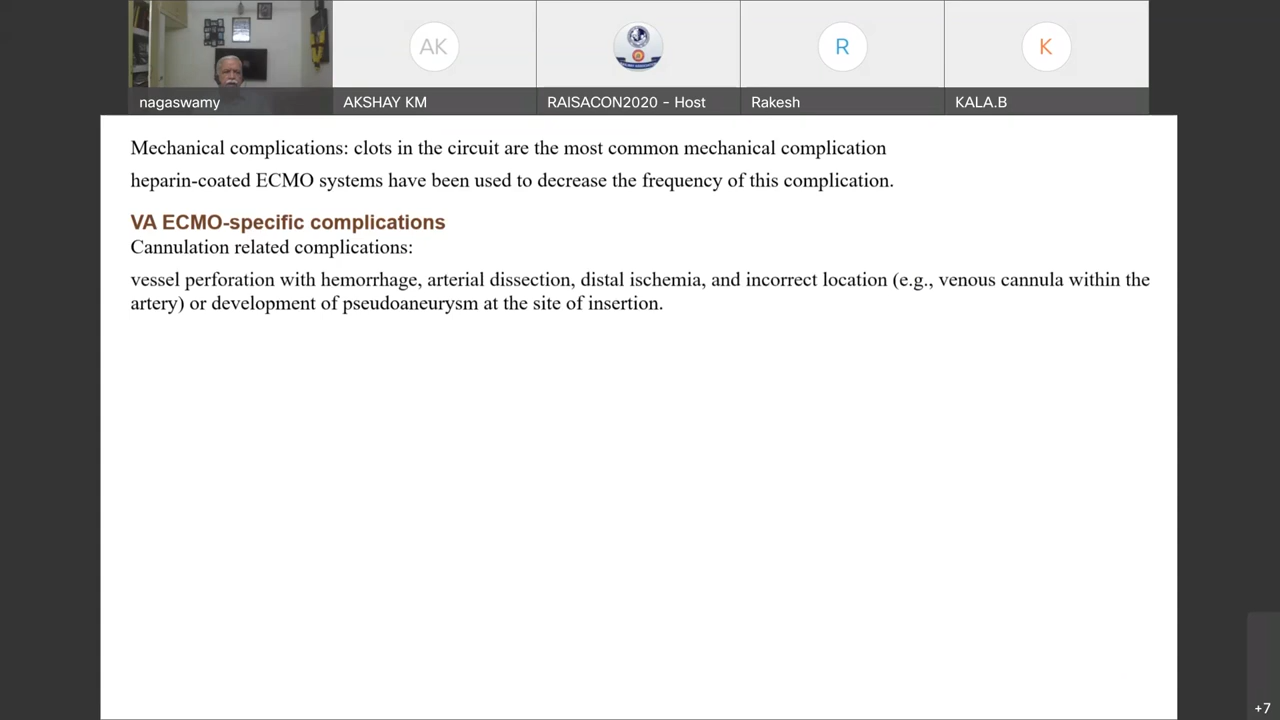 AK
R
K
nagaswamy
AKSHAY KM
RAISACON2020 - Host
Rakesh
KALA.B
Mechanical complications: clots in the circuit are the most common mechanical complication
heparin-coated ECMO systems have been used to decrease the frequency of this complication.
VA ECMO-specific complications
Cannulation related complications:
vessel perforation with hemorrhage, arterial dissection, distal ischemia, and incorrect location (e.g., venous cannula within the
artery) or development of pseudoaneurysm at the site of insertion.
+7